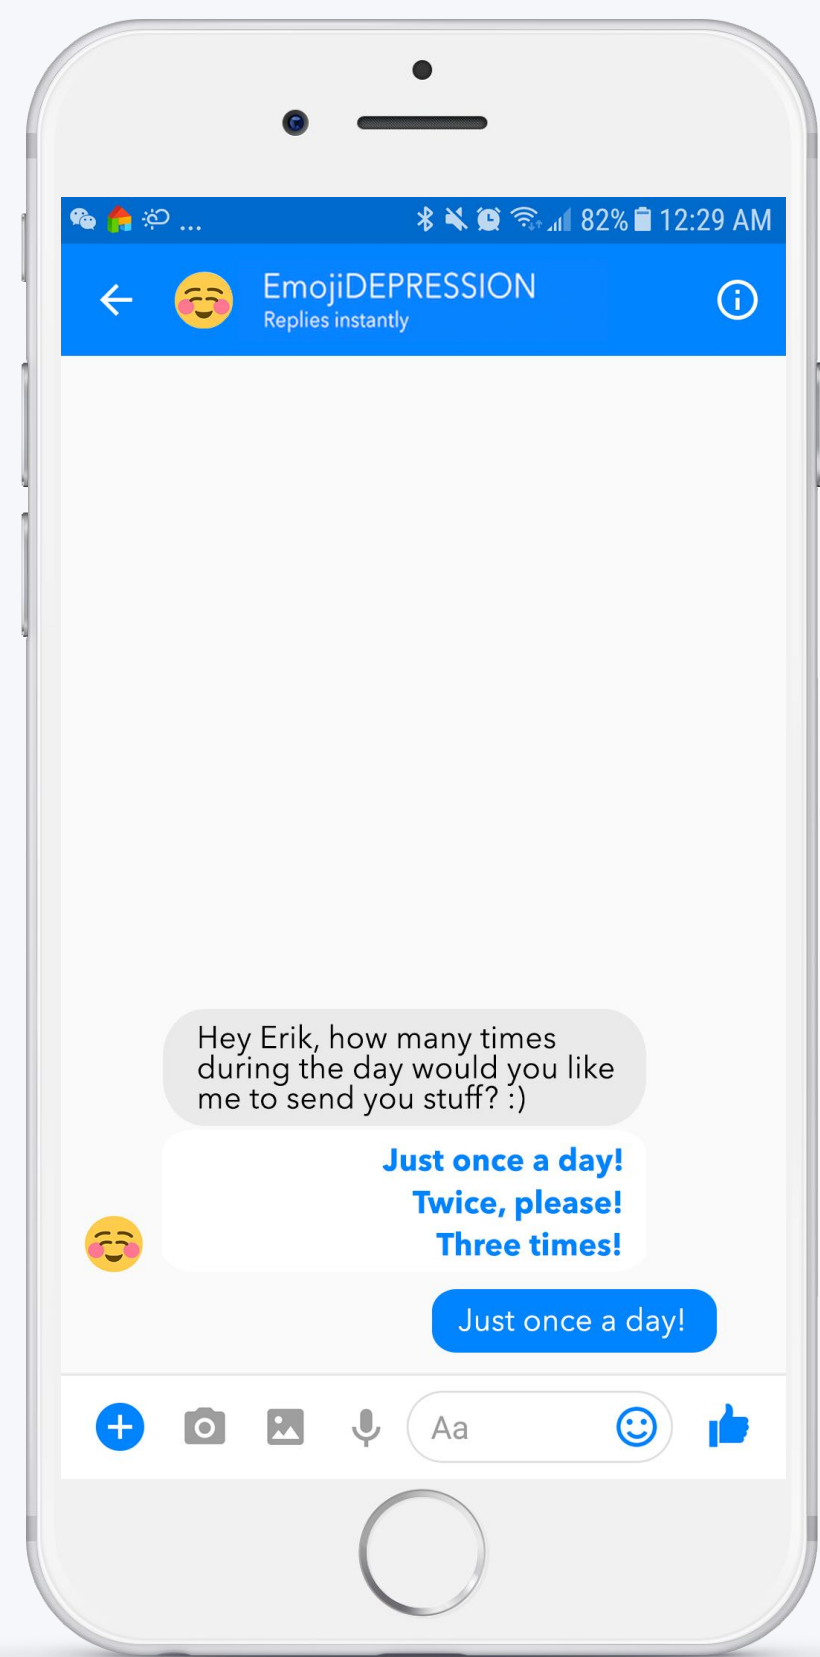 ... 82% 12:29 AM
EmojiDEPRESSION
Replies instantly
Hey Erik, how many times
during the day would you like
me to send you stuff? :)
Just once a day!
Twice, please!
Three times!
Just once a day!
Aa